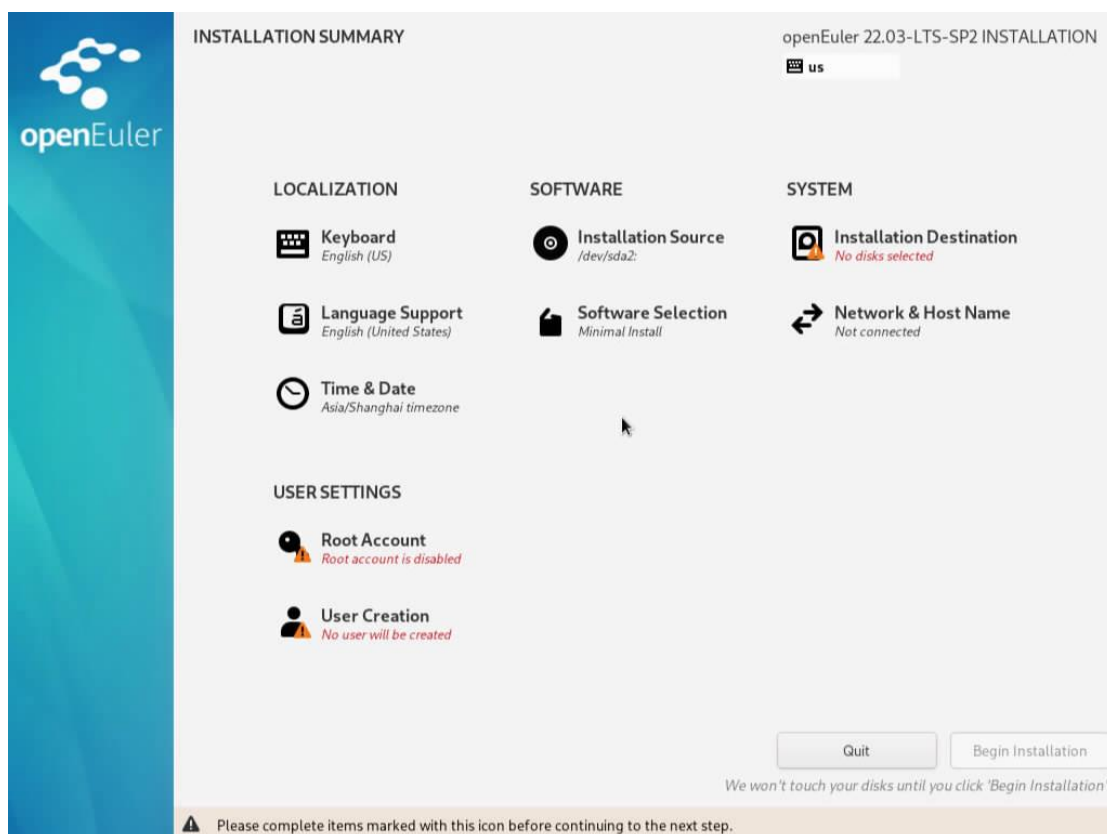 openEuler
INSTALLATION SUMMARY
openEuler 22.03-LTS-SP2 INSTALLATION
us
LOCALIZATION
Keyboard
English (US)
Language Support
English (United States)
Time & Date
Asia/Shanghai timezone
SOFTWARE
Installation Source
/dev/sda2:
Software Selection
Minimal Install
SYSTEM
Installation Destination
No disks selected
Network & Host Name
Not connected
USER SETTINGS
Root Account
Root account is disabled
User Creation
No user will be created
Quit
Begin Installation
We won't touch your disks until you click 'Begin Installation'
Please complete items marked with this icon before continuing to the next step.